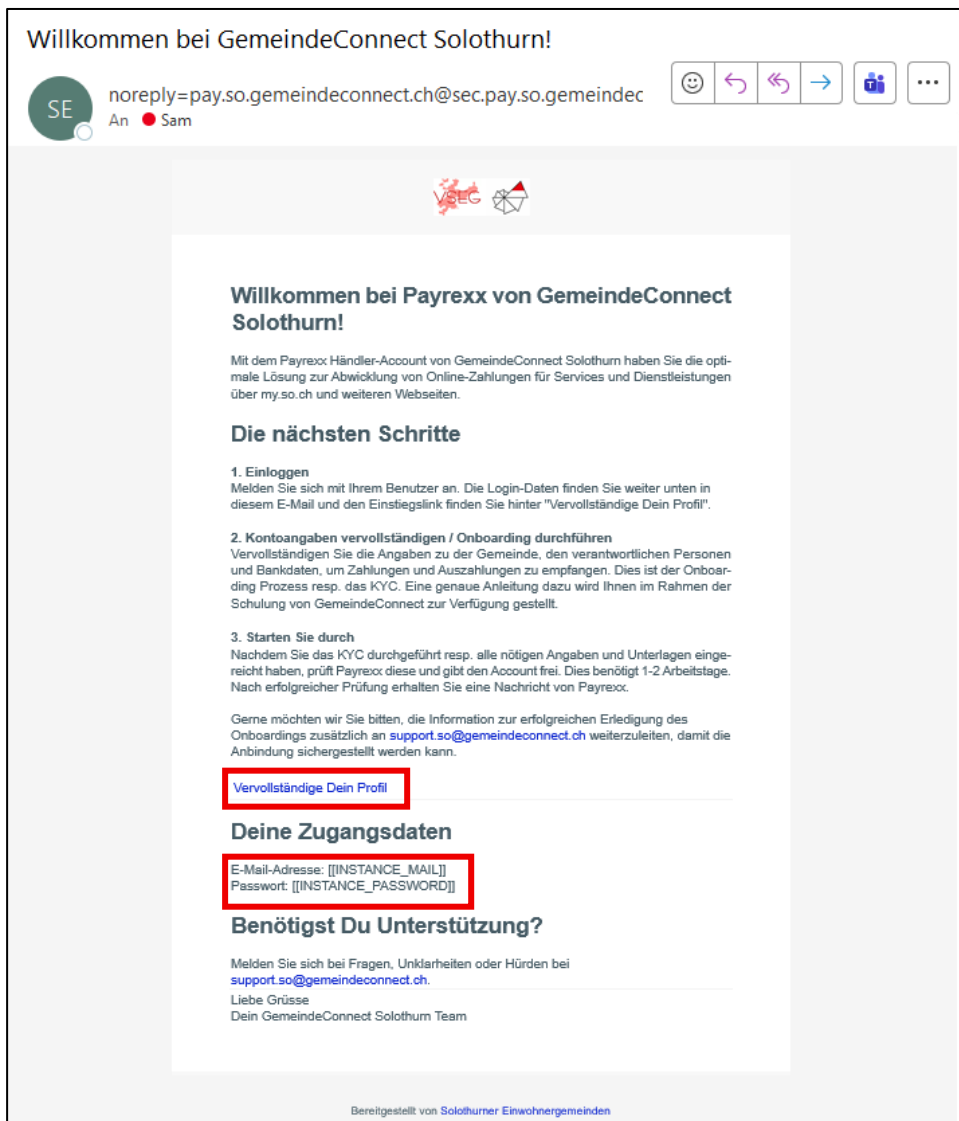 Willkommen bei GemeindeConnect Solothurn!
SE
noreply=pay.so.gemeindeconnect.ch@sec.pay.so.gemeindec
An Sam
VSEG
Willkommen bei Payrexx von GemeindeConnect
Solothurn!
Mit dem Payrexx Händler-Account von GemeindeConnect Solothurn haben Sie die opti-
male Lösung zur Abwicklung von Online-Zahlungen für Services und Dienstleistungen
über my.so.ch und weiteren Webseiten.
Die nächsten Schritte
1. Einloggen
Melden Sie sich mit Ihrem Benutzer an. Die Login-Daten finden Sie weiter unten in
diesem E-Mail und den Einstiegslink finden Sie hinter "Vervollständige Dein Profil".
2. Kontoangaben vervollständigen / Onboarding durchführen
Vervollständigen Sie die Angaben zu der Gemeinde, den verantwortlichen Personen
und Bankdaten, um Zahlungen und Auszahlungen zu empfangen. Dies ist der Onboar-
ding Prozess resp. das KYC. Eine genaue Anleitung dazu wird Ihnen im Rahmen der
Schulung von GemeindeConnect zur Verfügung gestellt.
3. Starten Sie durch
Nachdem Sie das KYC durchgeführt resp. alle nötigen Angaben und Unterlagen einge-
reicht haben, prüft Payrexx diese und gibt den Account frei. Dies benötigt 1-2 Arbeitstage.
Nach erfolgreicher Prüfung erhalten Sie eine Nachricht von Payrexx.
Gerne möchten wir Sie bitten, die Information zur erfolgreichen Erledigung des
Onboardings zusätzlich an support.so@gemeindeconnect.ch weiterzuleiten, damit die
Anbindung sichergestellt werden kann.
Vervollständige Dein Profil
Deine Zugangsdaten
E-Mail-Adresse: [[INSTANCE_MAIL]]
Passwort: [[INSTANCE_PASSWORD]]
Benötigst Du Unterstützung?
Melden Sie sich bei Fragen, Unklarheiten oder Hürden bei
support.so@gemeindeconnect.ch.
Liebe Grüsse
Dein GemeindeConnect Solothurn Team
Bereitgestellt von Solothurner Einwohnergemeinden